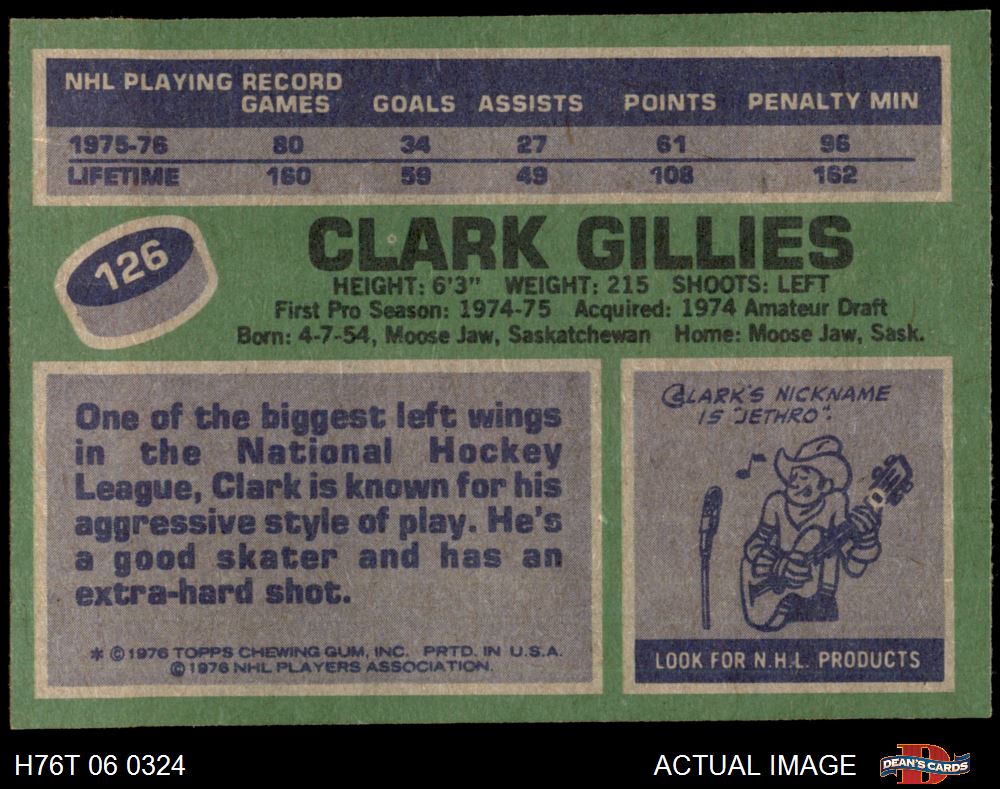 NHL PLAYING RECORD
GAMES GOALS ASSISTS POINTS PENALTY MIN
1975-76 80 34 27 61 96
LIFETIME 160 59 49 108 162
126
CLARK GILLIES
HEIGHT: 6'3" WEIGHT: 215 SHOOTS: LEFT
First Pro Season: 1974-75 Acquired: 1974 Amateur Draft
Born: 4-7-54, Moose Jaw, Saskatchewan Home: Moose Jaw, Sask.
One of the biggest left wings
in the National Hockey
League, Clark is known for his
aggressive style of play. He's
a good skater and has an
extra-hard shot.
* © 1976 TOPPS CHEWING GUM, INC. PRTD. IN U.S.A.
© 1976 NHL PLAYERS ASSOCIATION.
CLARK'S NICKNAME
IS "JETHRO".
LOOK FOR N.H.L. PRODUCTS
H76T 06 0324 ACTUAL IMAGE DEAN'S CARDS